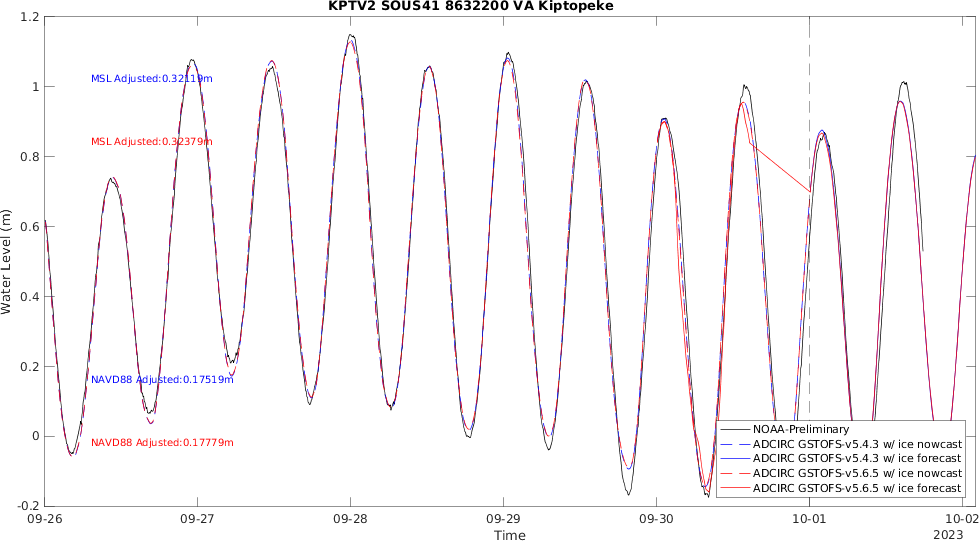 KPTV2 SOUS41 8632200 VA Kiptopeke
1.2
1
0.8
0.6
0.4
0.2
0
-0.2
Water Level (m)
MSL Adjusted:0.32119m
MSL Adjusted:0.32379m
NAVD88 Adjusted:0.17519m
NAVD88 Adjusted:0.17779m
NOAA-Preliminary
ADCIRC GSTOFS-v5.4.3 w/ ice nowcast
ADCIRC GSTOFS-v5.4.3 w/ ice forecast
ADCIRC GSTOFS-v5.6.5 w/ ice nowcast
ADCIRC GSTOFS-v5.6.5 w/ ice forecast
09-26 09-27 09-28 09-29 09-30 10-01 10-02
Time
2023